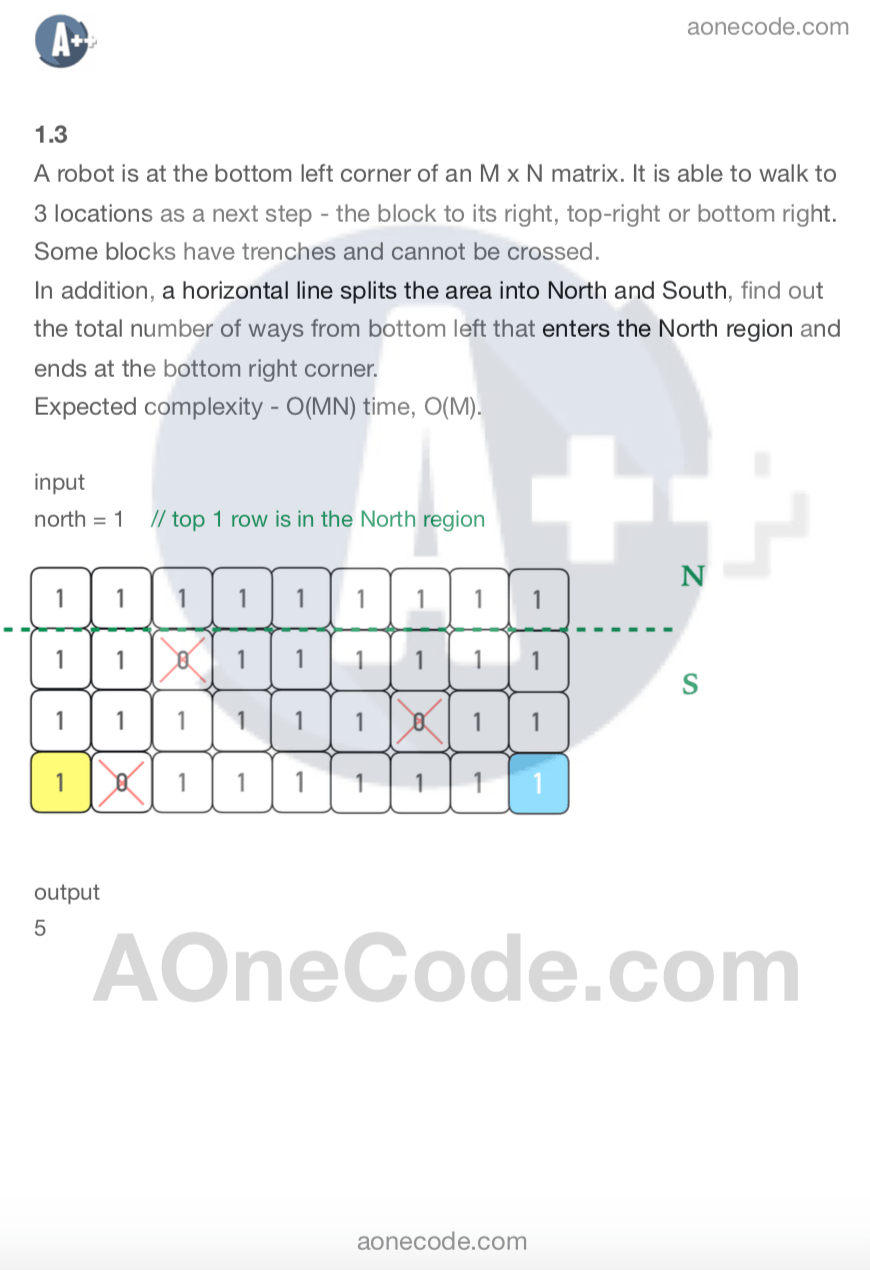 A++
aonecode.com
1.3
A robot is at the bottom left corner of an M x N matrix. It is able to walk to
3 locations as a next step - the block to its right, top-right or bottom right.
Some blocks have trenches and cannot be crossed.
In addition, a horizontal line splits the area into North and South, find out
the total number of ways from bottom left that enters the North region and
ends at the bottom right corner.
Expected complexity - O(MN) time, O(M).
input
north = 1 // top 1 row is in the North region
1 1 1 1 1 1 1 1 1
N
1 1 0 1 1 1 1 1 1
S
1 1 1 1 1 1 0 1 1
1 0 1 1 1 1 1 1 1
output
5
A++
AOneCode.com
aonecode.com